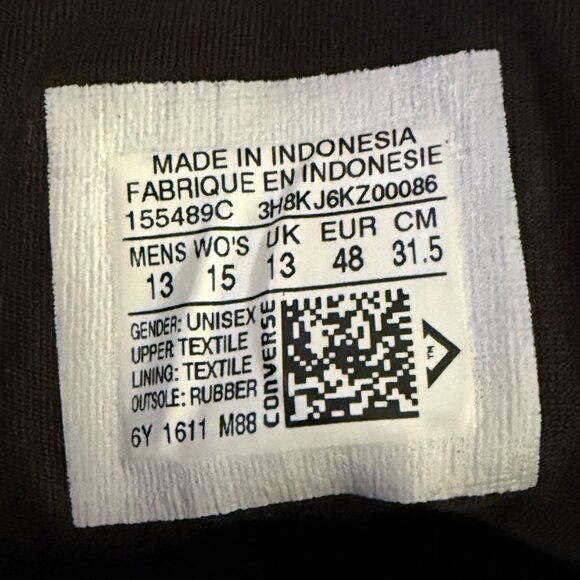 MADE IN INDONESIA
FABRIQUE EN INDONESIE
155489C 3H8KJ6KZ00086
MENS WO'S UK EUR CM
13 15 13 48 31.5
GENDER: UNISEX
UPPER TEXTILE
LINING: TEXTILE
OUTSOLE: RUBBER
6Y 1611 M88
CONVERSE
™